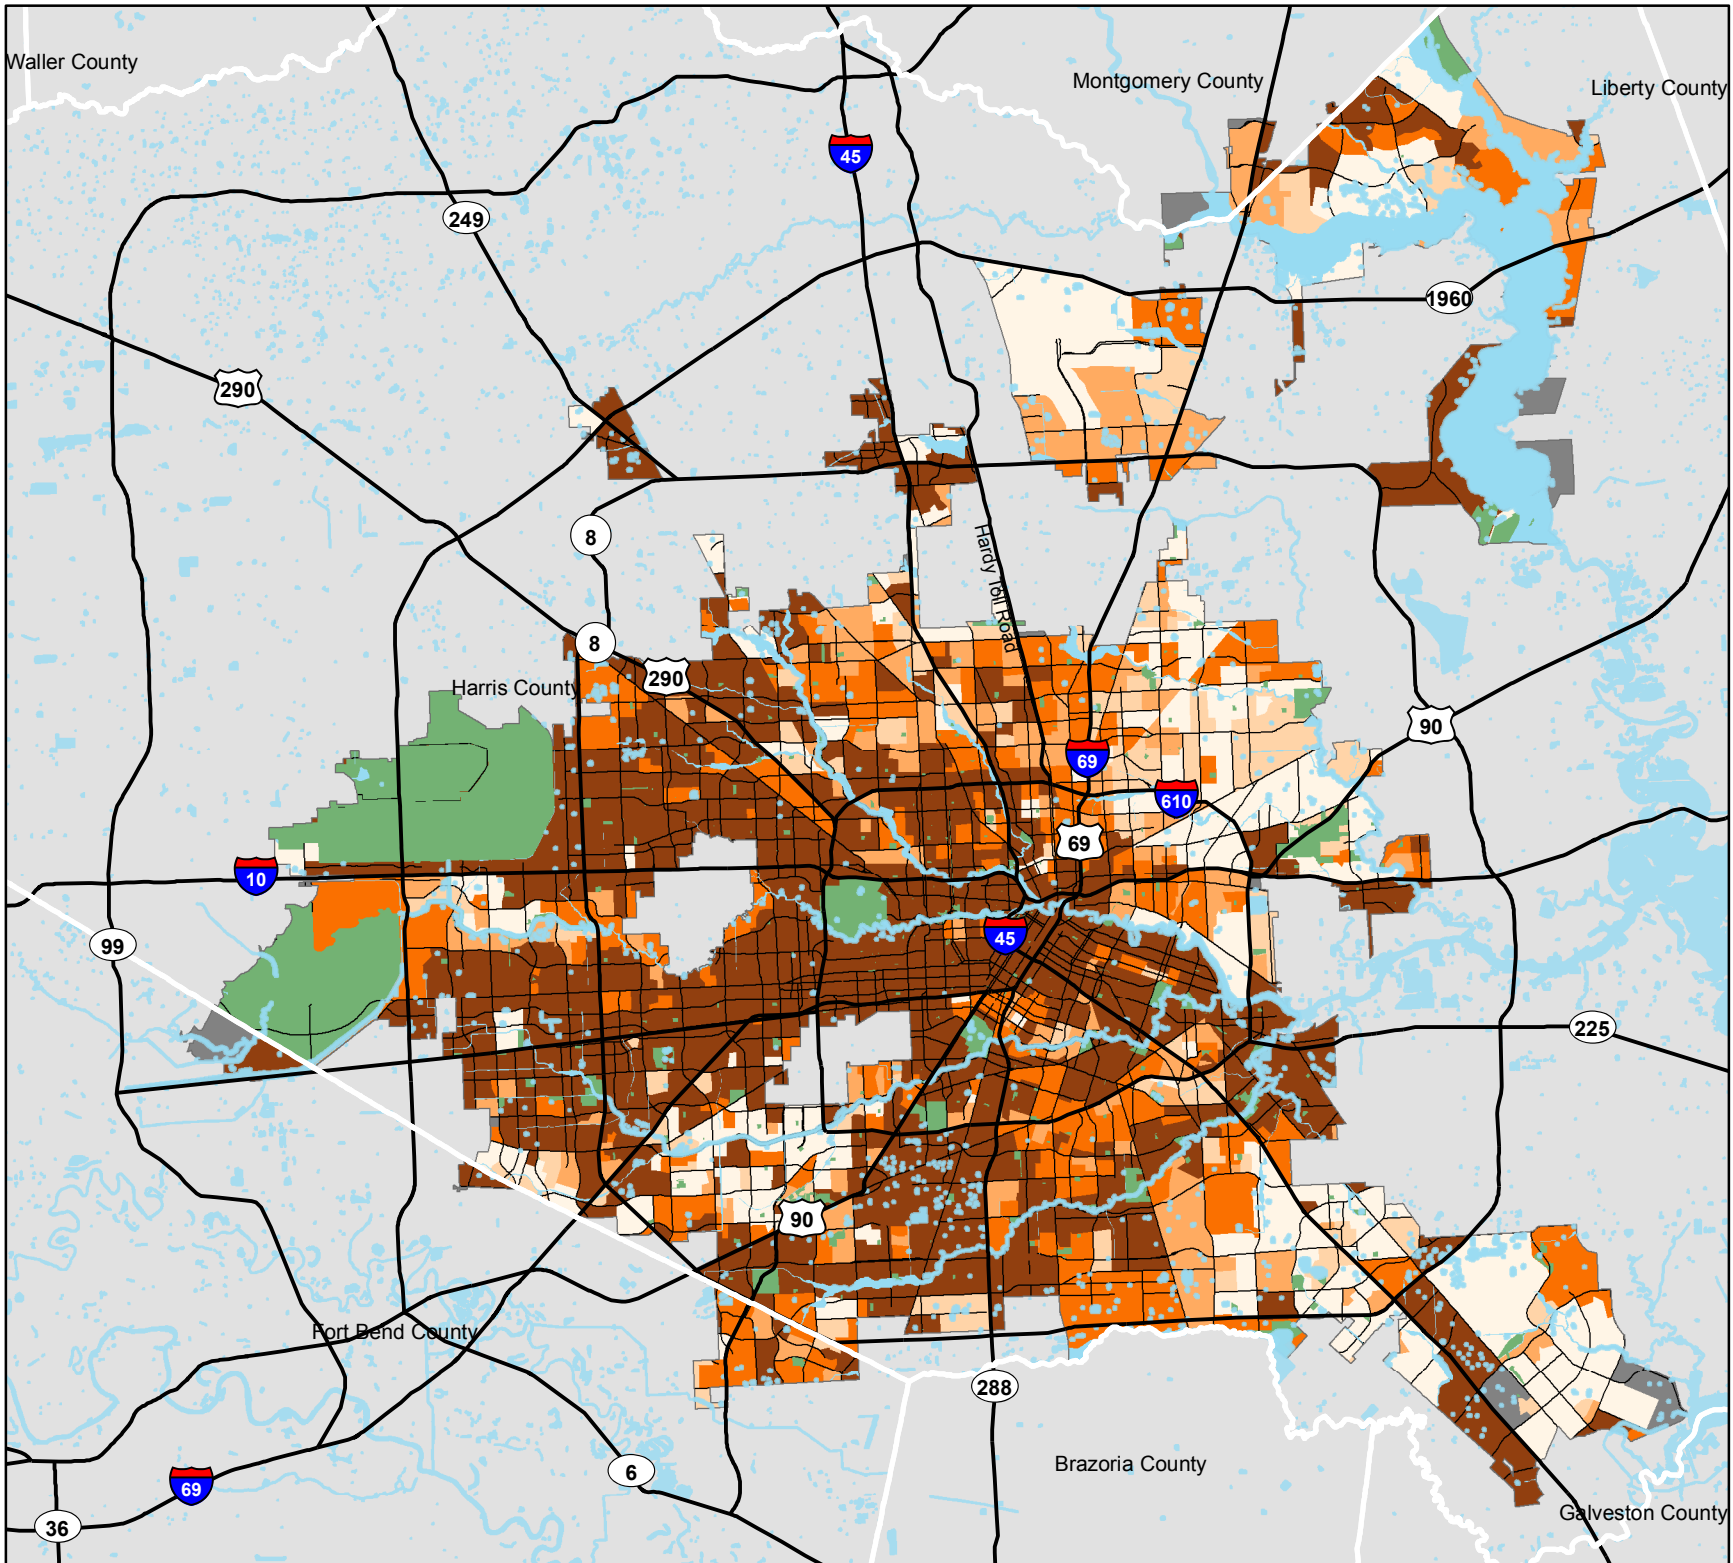 Waller County
Montgomery County
Liberty County
45
249
1960
290
8
Hardy Toll Road
8
290
Harris County
90
69
610
69
10
45
99
225
90
Fort Bend County
288
Brazoria County
6
69
Galveston County
36